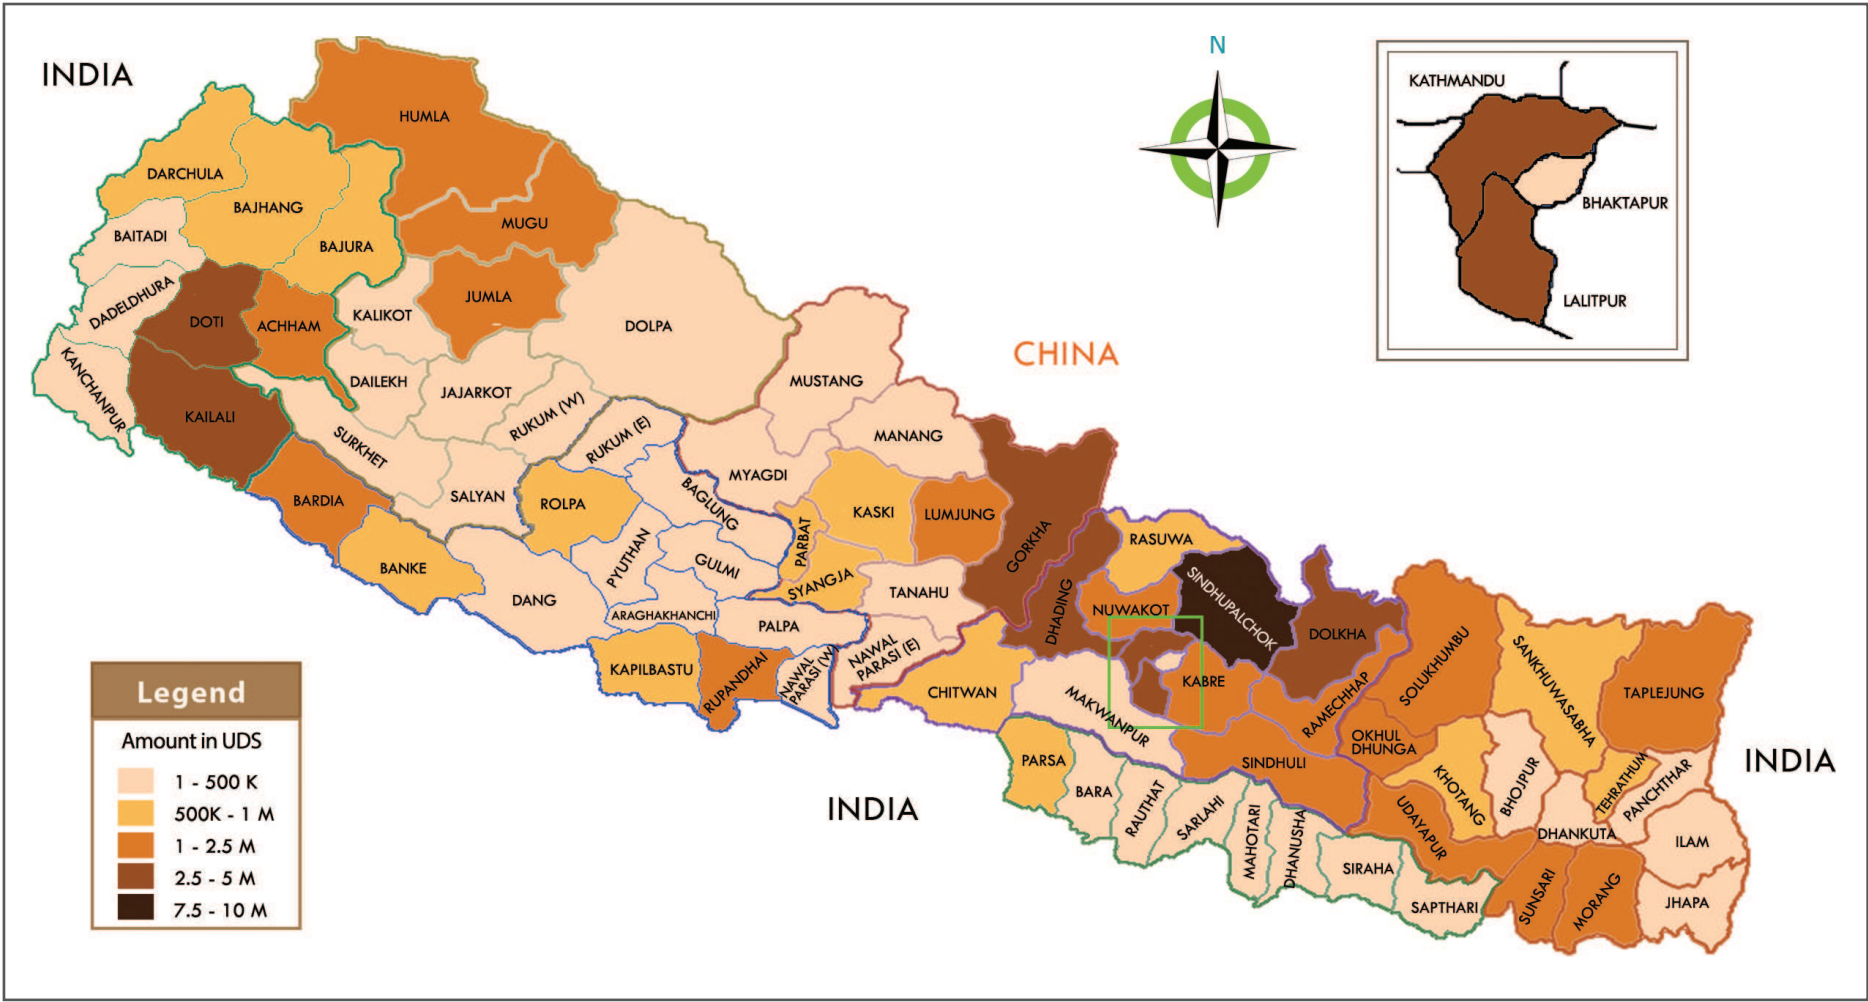 INDIA
N
HUMLA
KATHMANDU
DARCHULA
BAJHANG
BHAKTAPUR
MUGU
BAITADI
BAJURA
JUMLA
LALITPUR
DADELDHURA
DOTI
ACHHAM
KALIKOT
DOLPA
CHINA
KANCHANPUR
DAILEKH
JAJARKOT
MUSTANG
KAILALI
RUKUM (W)
RUKUM (E)
MANANG
SURKHET
MYAGDI
SALYAN
BARDIA
ROLPA
BAGLUNG
KASKI
LUMJUNG
GORKHA
PARBAT
RASUWA
BANKE
PYUTHAN
GULMI
SYANGJA
TANAHU
DANG
ARAGHAKHANCHI
PALPA
DHADING
NUWAKOT
SINDHUPALCHOK
DOLKHA
KAPILBASTU
RUPANDHAI
NAWAL
PARASI (W)
NAWAL
PARASI (E)
CHITWAN
MAKWANPUR
KABRE
RAMECHHAP
SOLUKHUMBU
SANKHUWASABHA
TAPLEJUNG
OKHUL
DHUNGA
SINDHULI
PARSA
BARA
RAUTHAT
SARLAHI
MAHOTARI
DHANUSHA
SIRAHA
SAPTHARI
UDAYAPUR
KHOTANG
BHOJPUR
TEHRATHUM
PANCHTHAR
DHANKUTA
ILAM
SUNSARI
MORANG
JHAPA
INDIA
INDIA
Legend
Amount in UDS
1 - 500 K
500K - 1 M
1 - 2.5 M
2.5 - 5 M
7.5 - 10 M